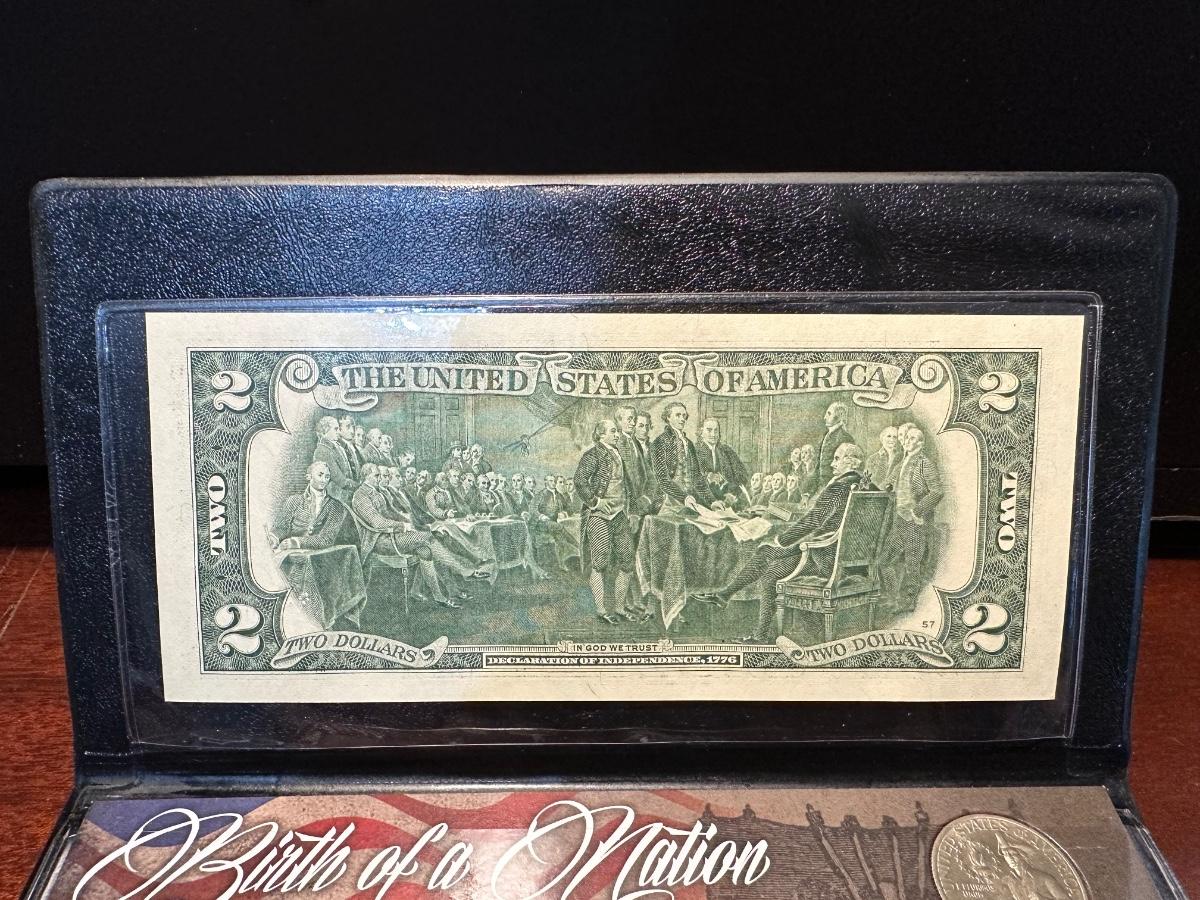 2 THE UNITED STATES OF AMERICA 2
TWO TWO
57
2 TWO DOLLARS IN GOD WE TRUST TWO DOLLARS 2
DECLARATION OF INDEPENDENCE, 1776
Birth of a Nation